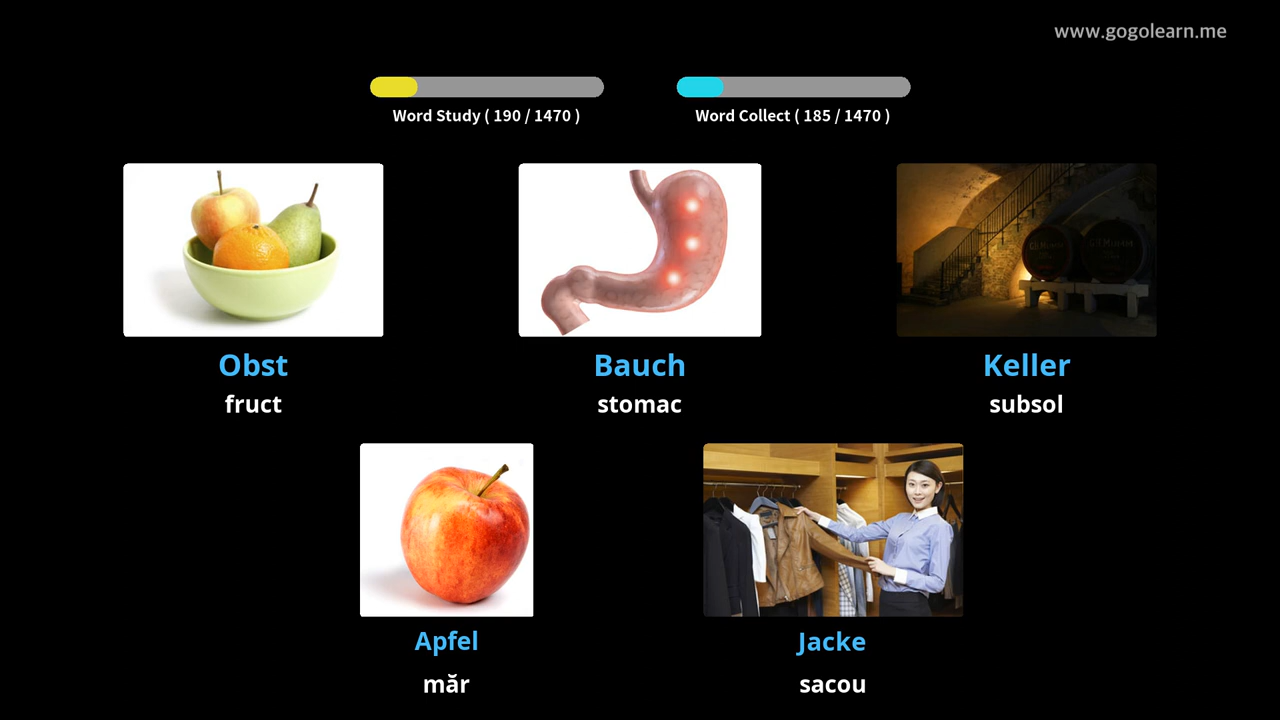 www.gogolearn.me
Word Study ( 190 / 1470 )
Word Collect ( 185 / 1470 )
Obst
Bauch
Keller
fruct
stomac
subsol
Apfel
Jacke
măr
sacou